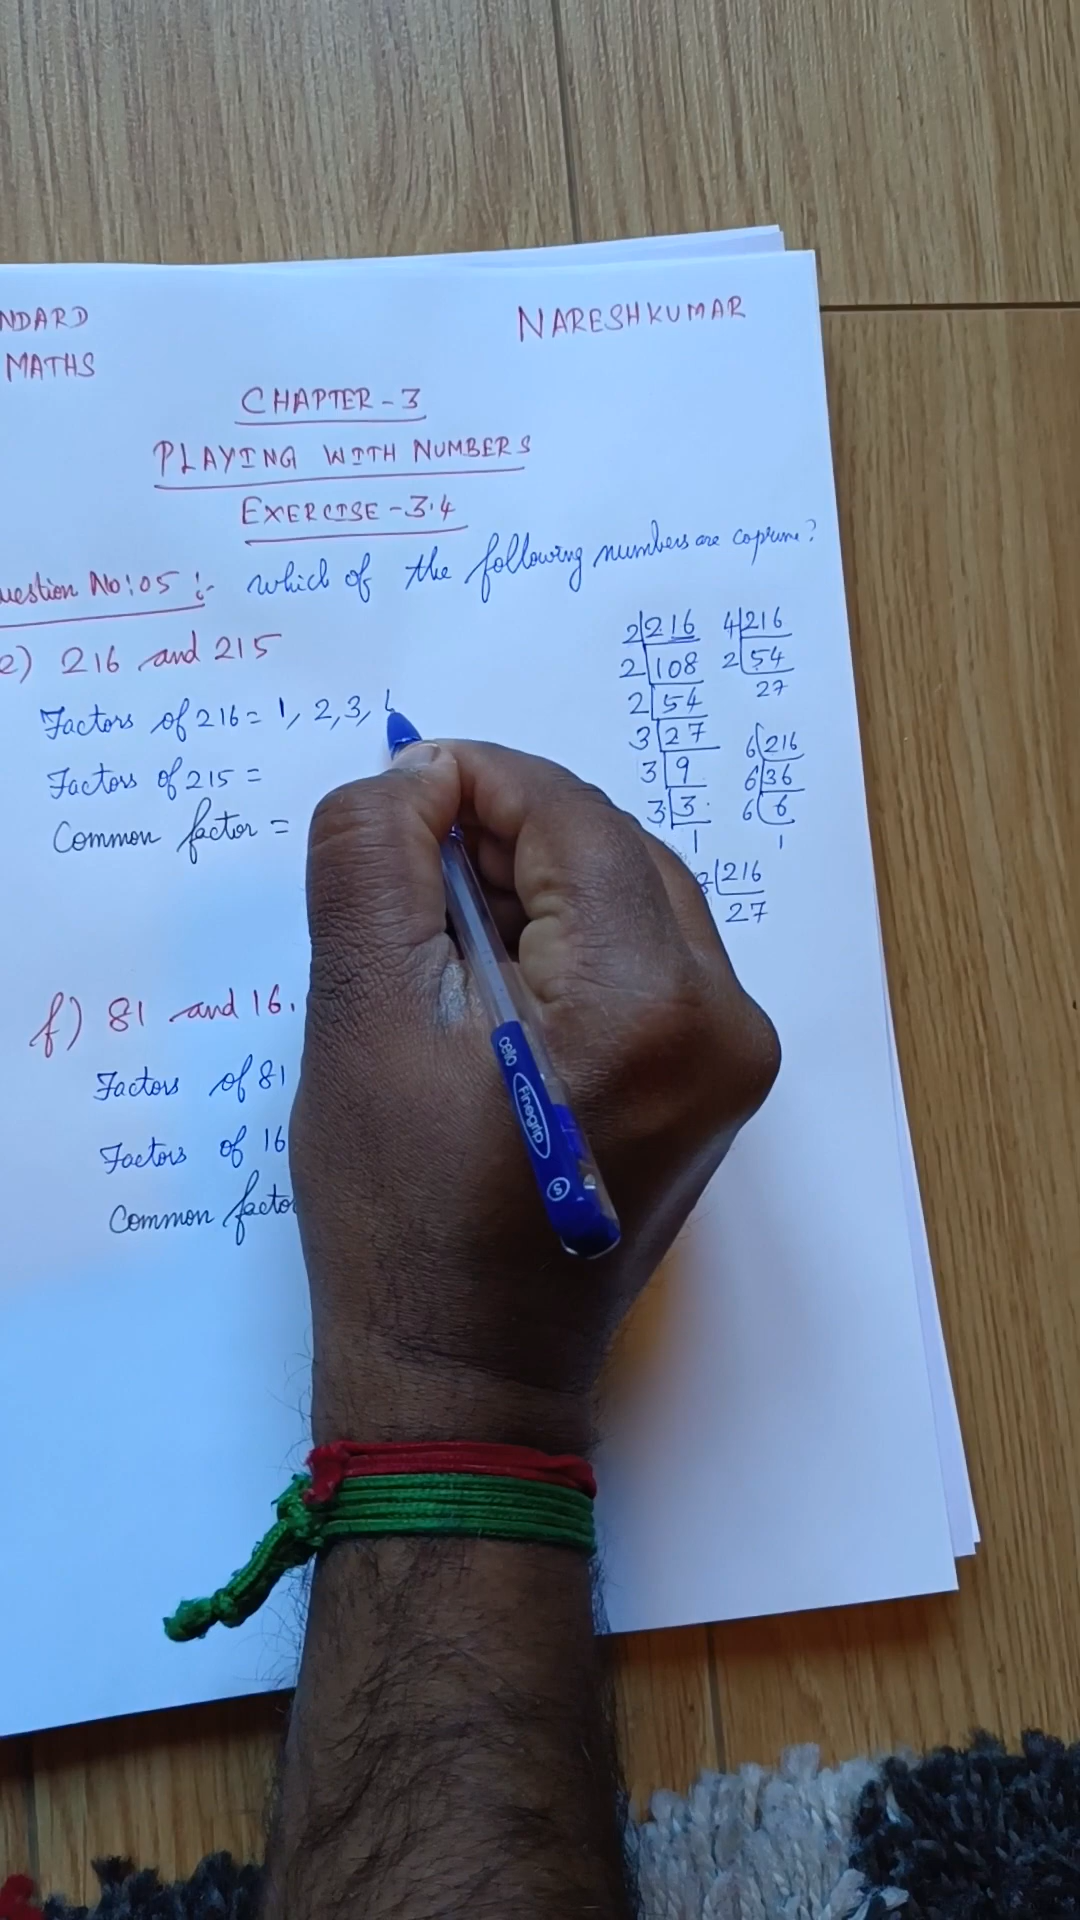 NDARD
NARESHKUMAR
MATHS
CHAPTER-3
PLAYING WITH NUMBERS
EXERCISE-3.4
uestion No:05 :- which of the following numbers are coprime?
e) 216 and 215
Factors of 216 = 1, 2, 3,
Factors of 215 =
Common factor =
f) 81 and 16.
Factors of 81
Factors of 16
Common facto
2 216
2 108
2 54
3 27
3 9
3 3
1
4 216
2 54
27
6 216
6 36
6 6
1
216
27
cello
Finegrip